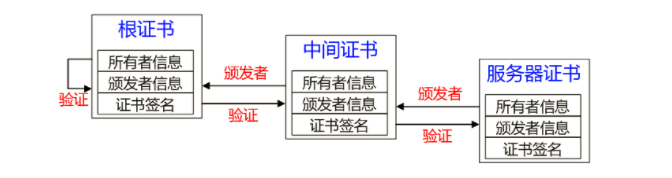 根证书
所有者信息
颁发者信息
证书签名
验证
颁发者
验证
中间证书
所有者信息
颁发者信息
证书签名
颁发者
验证
服务器证书
所有者信息
颁发者信息
证书签名